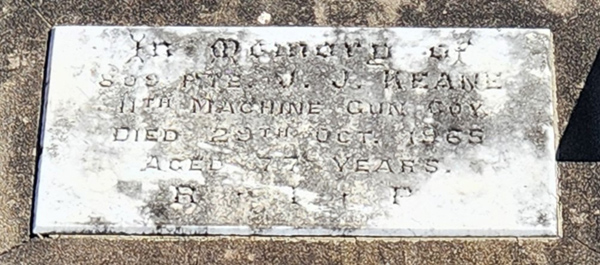 In Memory of
809 PTE. J. J. KEANE
11TH MACHINE GUN COY.
DIED 29TH OCT. 1965
AGED 77 YEARS.
R • I • P